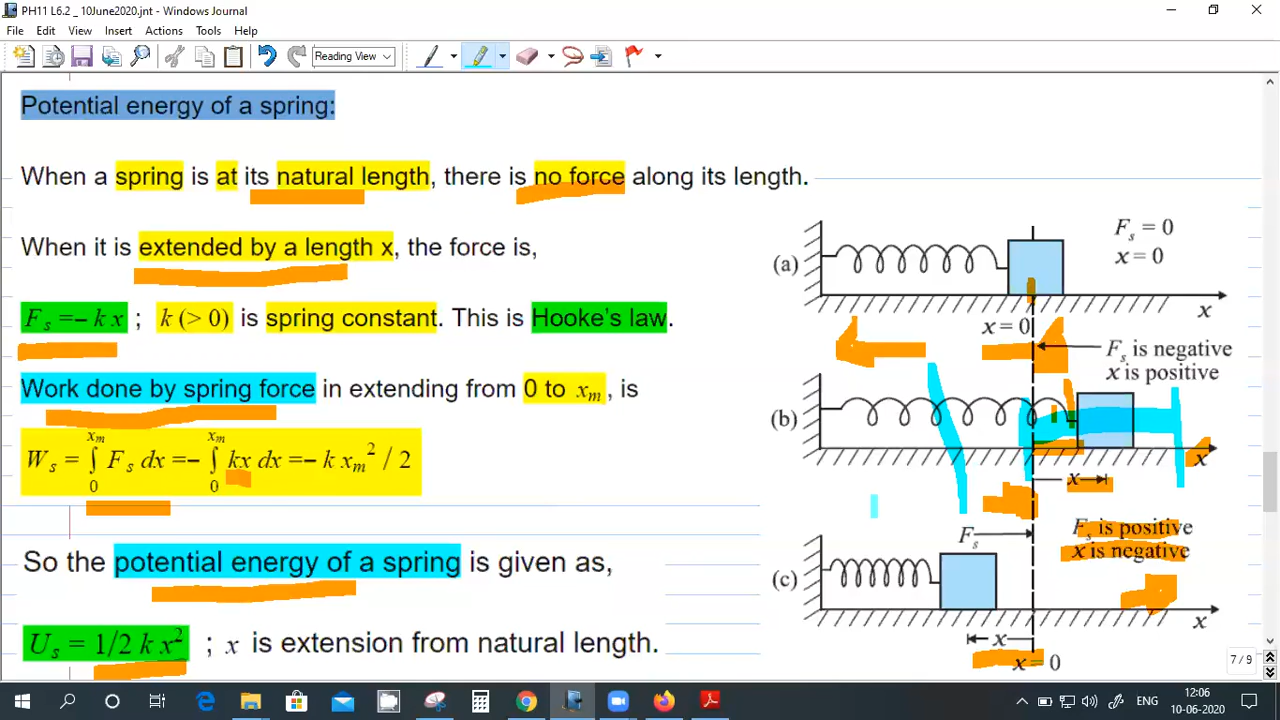 PH11 L6.2 _ 10June2020.jnt - Windows Journal
File Edit View Insert Actions Tools Help
Reading View
Potential energy of a spring:
When a spring is at its natural length, there is no force along its length.
When it is extended by a length x, the force is,
F_s = – k x ; k (> 0) is spring constant. This is Hooke's law.
Work done by spring force in extending from 0 to x_m, is
W_s = ∫_0^{x_m} F_s dx = – ∫_0^{x_m} kx dx = – k x_m² / 2
So the potential energy of a spring is given as,
U_s = 1/2 k x² ; x is extension from natural length.
(a)
F_s = 0
x = 0
x
x = 0
F_s is negative
x is positive
(b)
x
x
F_s is positive
x is negative
F_s
(c)
x
x
x = 0
7 / 9
ENG
12:06
10-06-2020